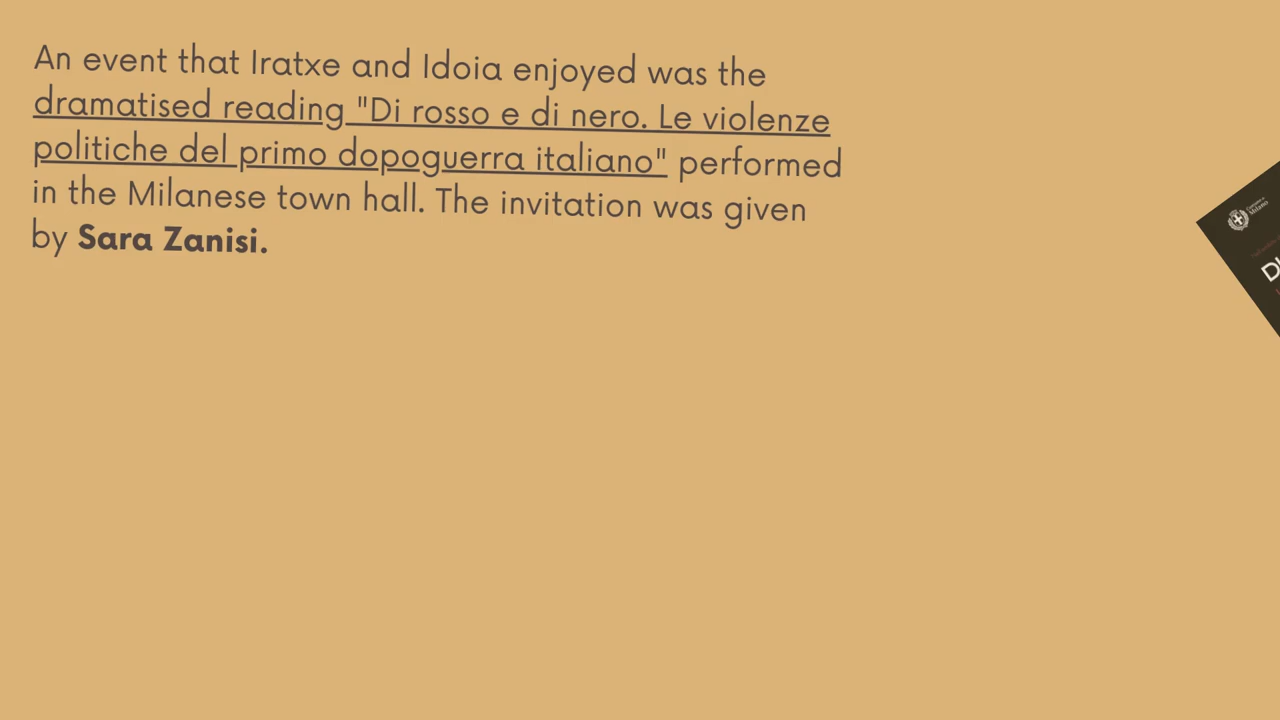 An event that Iratxe and Idoia enjoyed was the
dramatised reading "Di rosso e di nero. Le violenze
politiche del primo dopoguerra italiano" performed
in the Milanese town hall. The invitation was given
by Sara Zanisi.
Milano